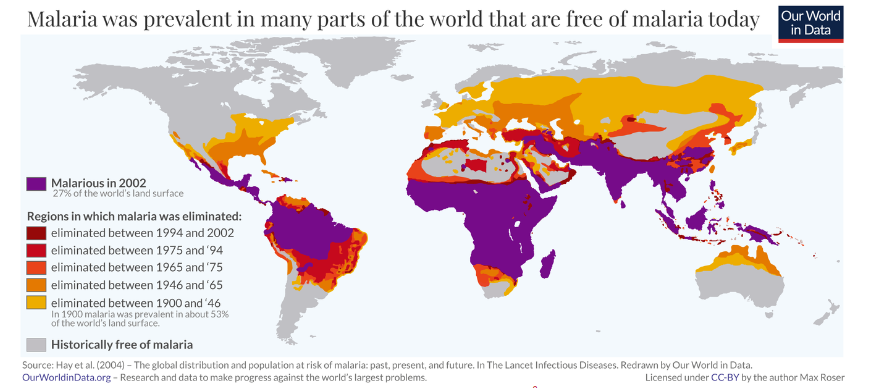 Malaria was prevalent in many parts of the world that are free of malaria today
Our World
in Data
Malarious in 2002
27% of the world's land surface
Regions in which malaria was eliminated:
eliminated between 1994 and 2002
eliminated between 1975 and ‘94
eliminated between 1965 and ‘75
eliminated between 1946 and ‘65
eliminated between 1900 and ‘46
In 1900 malaria was prevalent in about 53%
of the world's land surface.
Historically free of malaria
Source: Hay et al. (2004) – The global distribution and population at risk of malaria: past, present, and future. In The Lancet Infectious Diseases. Redrawn by Our World in Data.
OurWorldinData.org – Research and data to make progress against the world's largest problems.
Licensed under CC-BY by the author Max Roser